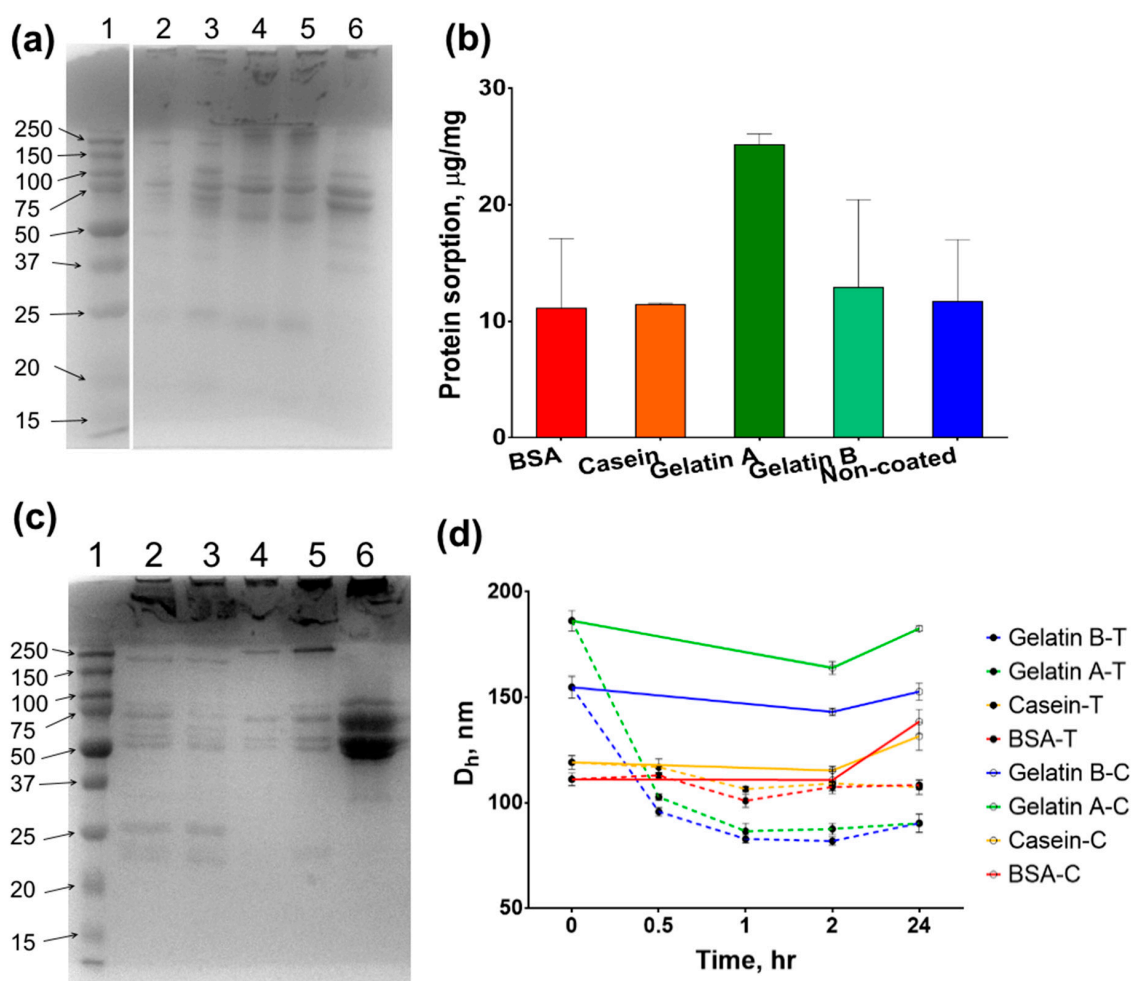 (a)
1 2 3 4 5 6
250
150
100
75
50
37
25
20
15
(b)
Protein sorption, µg/mg
30
20
10
0
BSA
Casein
Gelatin A
Gelatin B
Non-coated
(c)
1 2 3 4 5 6
250
150
100
75
50
37
25
20
15
(d)
Dh, nm
200
150
100
50
0 0.5 1 2 24
Time, hr
Gelatin B-T
Gelatin A-T
Casein-T
BSA-T
Gelatin B-C
Gelatin A-C
Casein-C
BSA-C